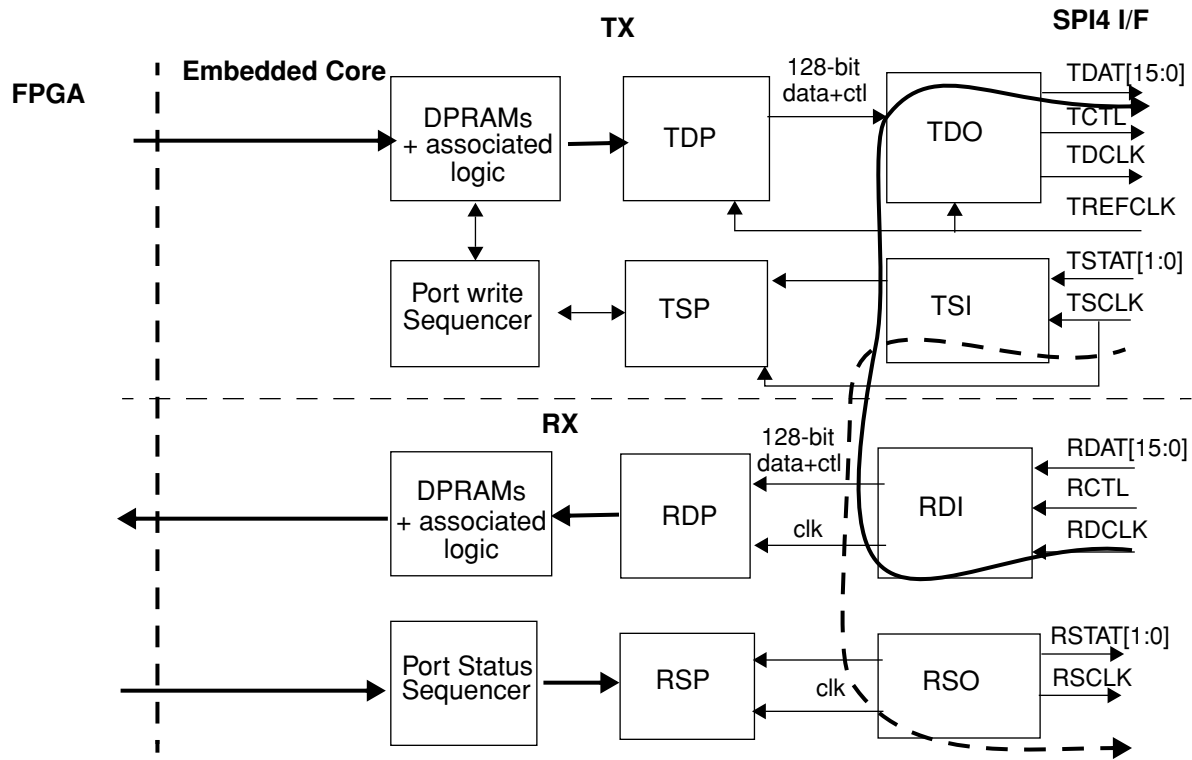 SPI4 I/F
TX
FPGA
Embedded Core
128-bit
data+ctl
TDAT[15:0]
DPRAMs
+ associated
logic
TDP
TDO
TCTL
TDCLK
TREFCLK
TSTAT[1:0]
Port write
Sequencer
TSP
TSI
TSCLK
RX
128-bit
data+ctl
RDAT[15:0]
DPRAMs
+ associated
logic
RDP
RDI
RCTL
clk
RDCLK
RSTAT[1:0]
Port Status
Sequencer
RSP
clk
RSO
RSCLK